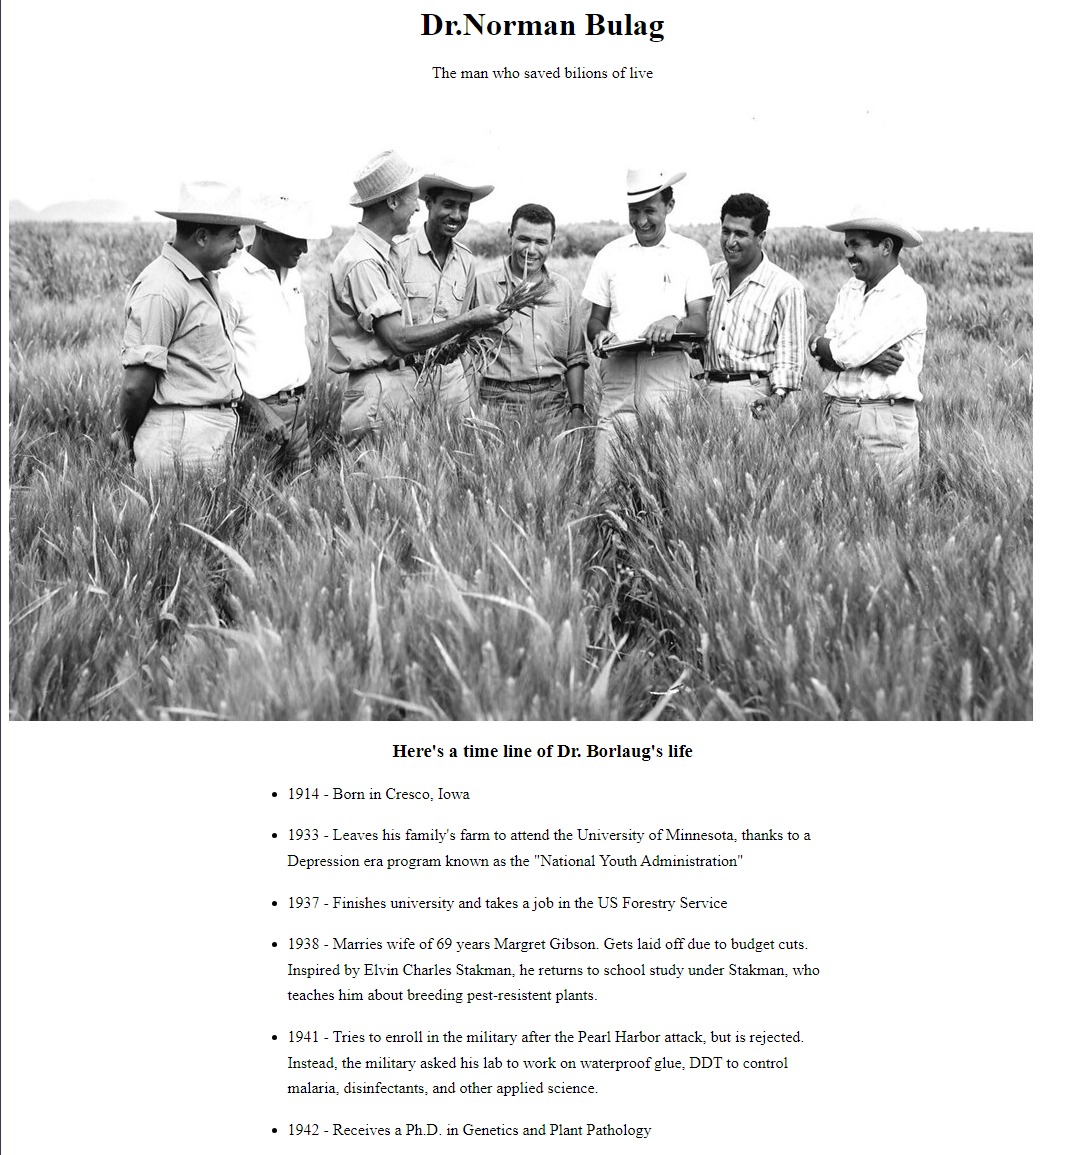 Dr.Norman Bulag
The man who saved bilions of live
Here's a time line of Dr. Borlaug's life
• 1914 - Born in Cresco, Iowa
• 1933 - Leaves his family's farm to attend the University of Minnesota, thanks to a
Depression era program known as the "National Youth Administration"
• 1937 - Finishes university and takes a job in the US Forestry Service
• 1938 - Marries wife of 69 years Margret Gibson. Gets laid off due to budget cuts.
Inspired by Elvin Charles Stakman, he returns to school study under Stakman, who
teaches him about breeding pest-resistent plants.
• 1941 - Tries to enroll in the military after the Pearl Harbor attack, but is rejected.
Instead, the military asked his lab to work on waterproof glue, DDT to control
malaria, disinfectants, and other applied science.
• 1942 - Receives a Ph.D. in Genetics and Plant Pathology